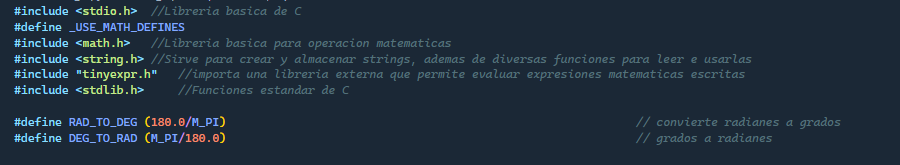 #include <stdio.h>  //Libreria basica de C
#define _USE_MATH_DEFINES
#include <math.h>   //Libreria basica para operacion matematicas
#include <string.h> //Sirve para crear y almacenar strings, ademas de diversas funciones para leer e usarlas
#include "tinyexpr.h"   //importa una libreria externa que permite evaluar expresiones matematicas escritas
#include <stdlib.h>     //Funciones estandar de C
#define RAD_TO_DEG (180.0/M_PI)                                                            // convierte radianes a grados
#define DEG_TO_RAD (M_PI/180.0)                                                            // grados a radianes